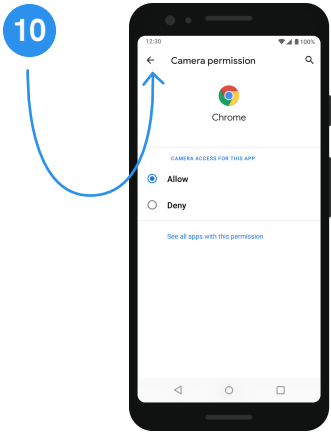 10
12:30
100%
Camera permission
Chrome
CAMERA ACCESS FOR THIS APP
Allow
Deny
See all apps with this permission